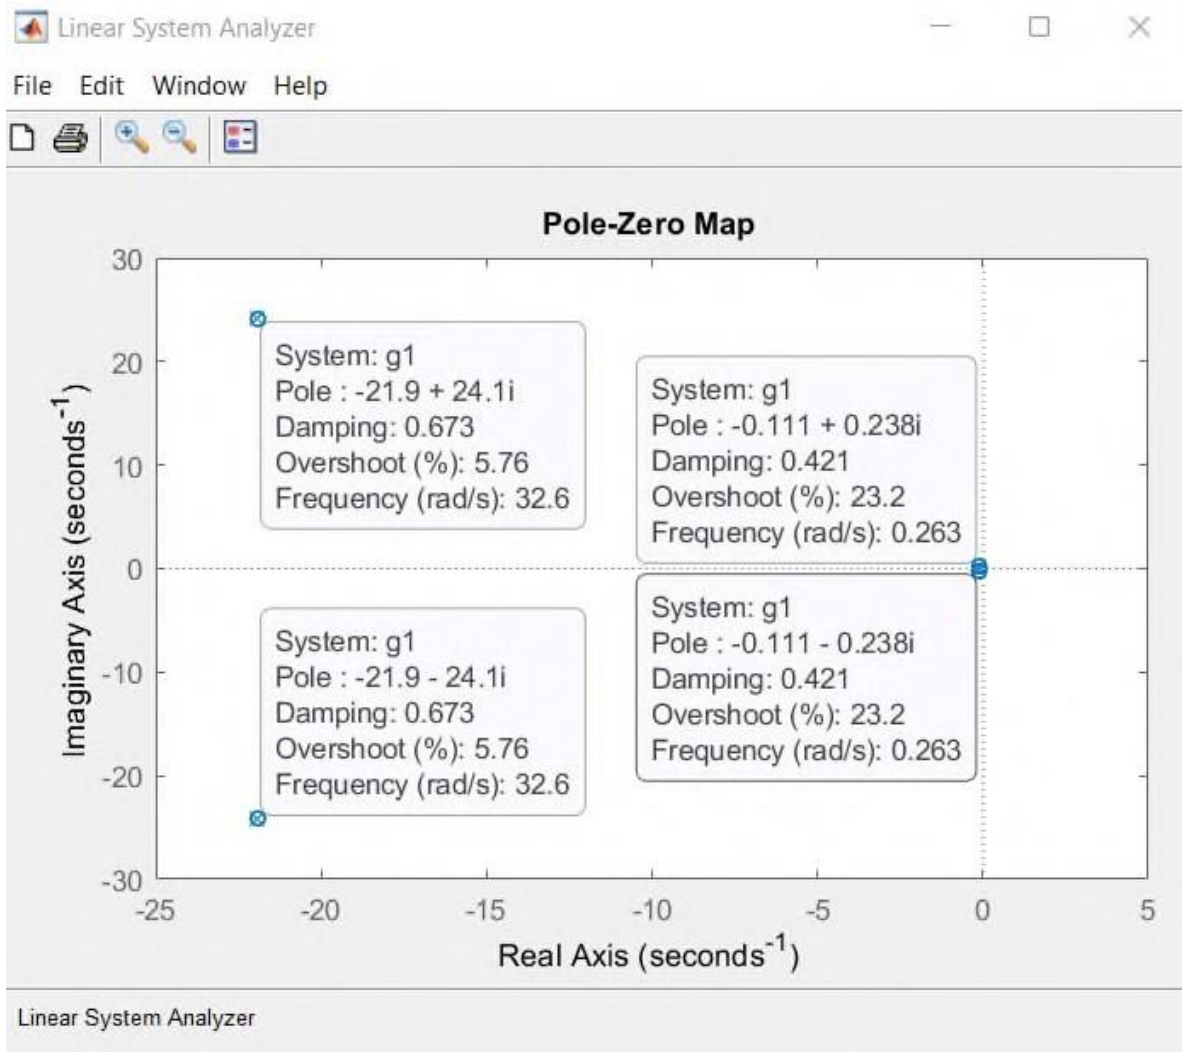 Linear System Analyzer
File Edit Window Help
Pole-Zero Map
30
20
10
0
-10
-20
-30
Imaginary Axis (seconds⁻¹)
System: g1
Pole : -21.9 + 24.1i
Damping: 0.673
Overshoot (%): 5.76
Frequency (rad/s): 32.6
System: g1
Pole : -0.111 + 0.238i
Damping: 0.421
Overshoot (%): 23.2
Frequency (rad/s): 0.263
System: g1
Pole : -21.9 - 24.1i
Damping: 0.673
Overshoot (%): 5.76
Frequency (rad/s): 32.6
System: g1
Pole : -0.111 - 0.238i
Damping: 0.421
Overshoot (%): 23.2
Frequency (rad/s): 0.263
-25 -20 -15 -10 -5 0 5
Real Axis (seconds⁻¹)
Linear System Analyzer